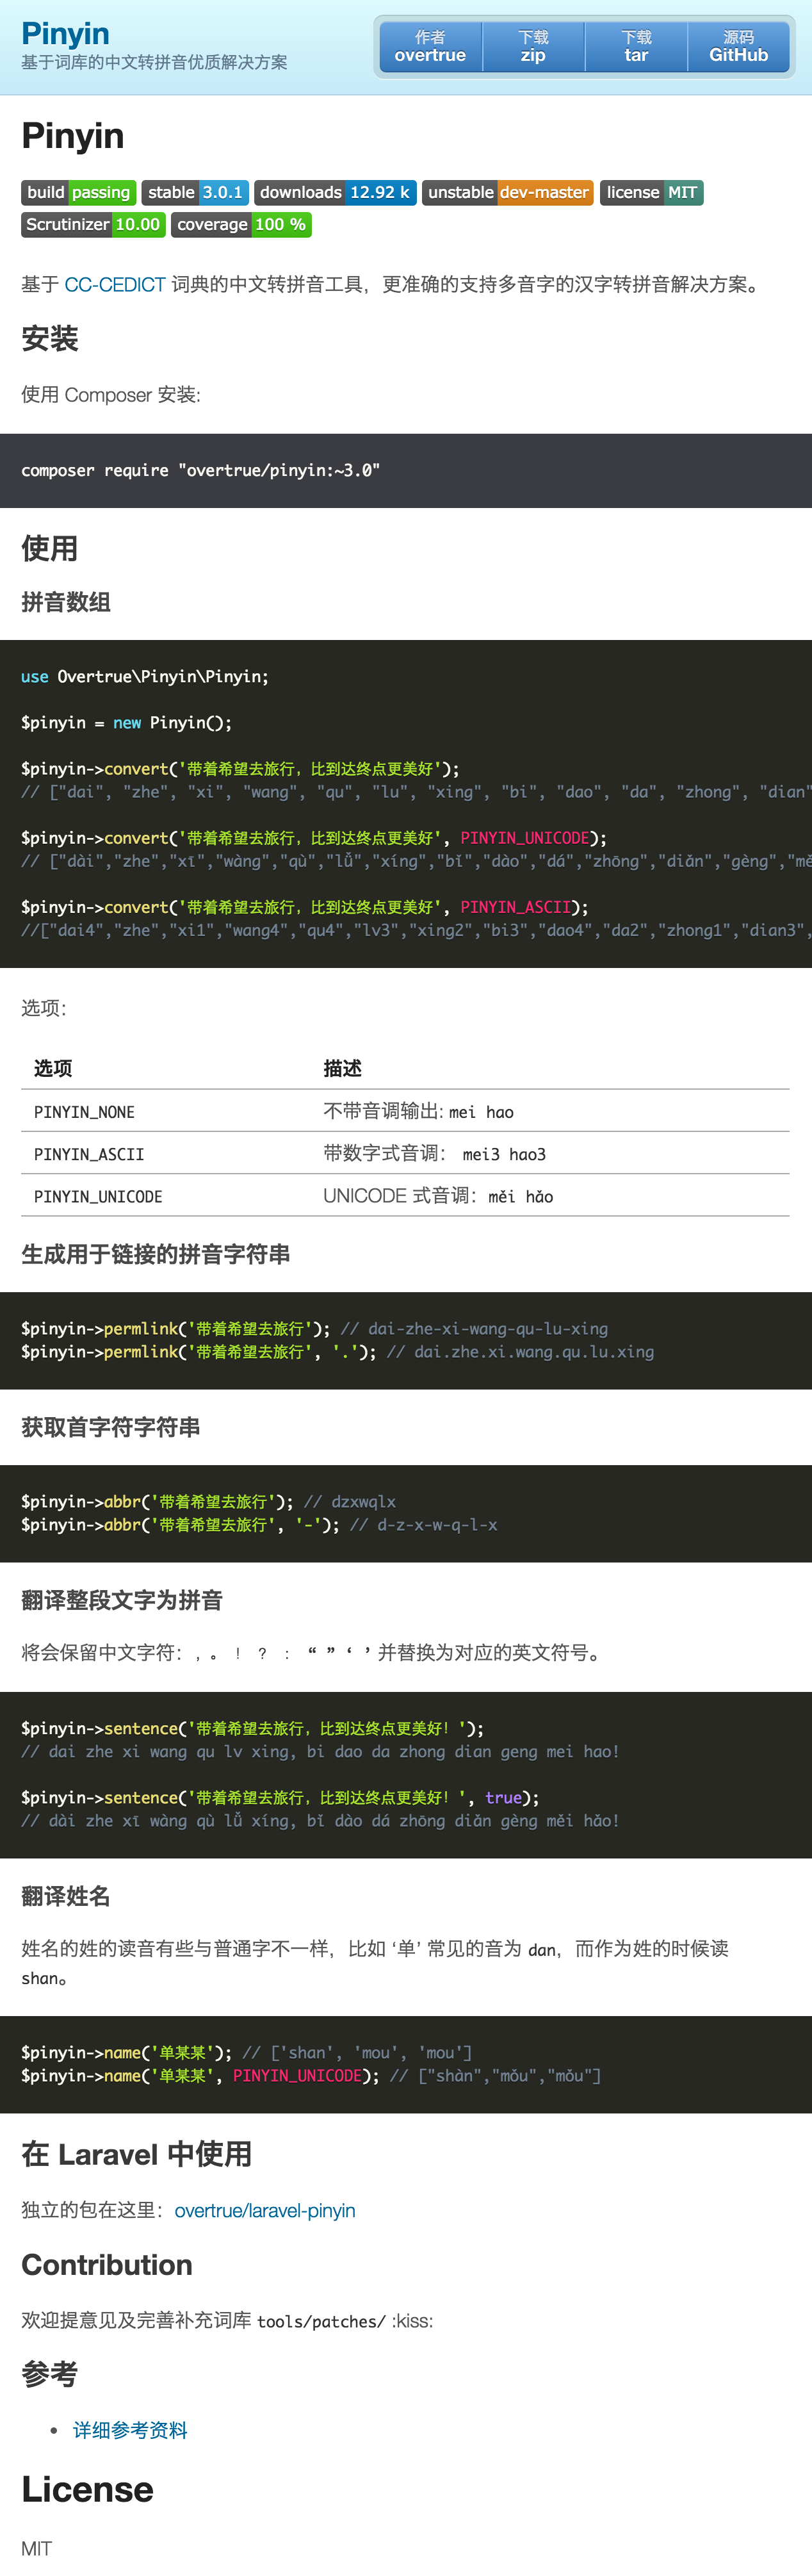 Pinyin
基于词库的中文转拼音优质解决方案
作者
overtrue
下载
zip
下载
tar
源码
GitHub
Pinyin
build passing stable 3.0.1 downloads 12.92 k unstable dev-master license MIT
Scrutinizer 10.00 coverage 100 %
基于 CC-CEDICT 词典的中文转拼音工具，更准确的支持多音字的汉字转拼音解决方案。
安装
使用 Composer 安装:
composer require "overtrue/pinyin:~3.0"
使用
拼音数组
use Overtrue\Pinyin\Pinyin;
$pinyin = new Pinyin();
$pinyin->convert('带着希望去旅行，比到达终点更美好');
// ["dai", "zhe", "xi", "wang", "qu", "lu", "xing", "bi", "dao", "da", "zhong", "dian"
$pinyin->convert('带着希望去旅行，比到达终点更美好', PINYIN_UNICODE);
// ["dài","zhe","xī","wàng","qù","lǚ","xíng","bǐ","dào","dá","zhōng","diǎn","gèng","mě
$pinyin->convert('带着希望去旅行，比到达终点更美好', PINYIN_ASCII);
//["dai4","zhe","xi1","wang4","qu4","lv3","xing2","bi3","dao4","da2","zhong1","dian3",
选项：
选项 描述
PINYIN_NONE 不带音调输出: mei hao
PINYIN_ASCII 带数字式音调： mei3 hao3
PINYIN_UNICODE UNICODE 式音调：měi hǎo
生成用于链接的拼音字符串
$pinyin->permlink('带着希望去旅行'); // dai-zhe-xi-wang-qu-lu-xing
$pinyin->permlink('带着希望去旅行', '.'); // dai.zhe.xi.wang.qu.lu.xing
获取首字符字符串
$pinyin->abbr('带着希望去旅行'); // dzxwqlx
$pinyin->abbr('带着希望去旅行', '-'); // d-z-x-w-q-l-x
翻译整段文字为拼音
将会保留中文字符：，。 ！ ？ ： “ ” ‘ ’ 并替换为对应的英文符号。
$pinyin->sentence('带着希望去旅行，比到达终点更美好！');
// dai zhe xi wang qu lv xing, bi dao da zhong dian geng mei hao!
$pinyin->sentence('带着希望去旅行，比到达终点更美好！', true);
// dài zhe xī wàng qù lǚ xíng, bǐ dào dá zhōng diǎn gèng měi hǎo!
翻译姓名
姓名的姓的读音有些与普通字不一样，比如 ‘单’ 常见的音为 dan，而作为姓的时候读
shan。
$pinyin->name('单某某'); // ['shan', 'mou', 'mou']
$pinyin->name('单某某', PINYIN_UNICODE); // ["shàn","mǒu","mǒu"]
在 Laravel 中使用
独立的包在这里：overtrue/laravel-pinyin
Contribution
欢迎提意见及完善补充词库 tools/patches/ :kiss:
参考
• 详细参考资料
License
MIT